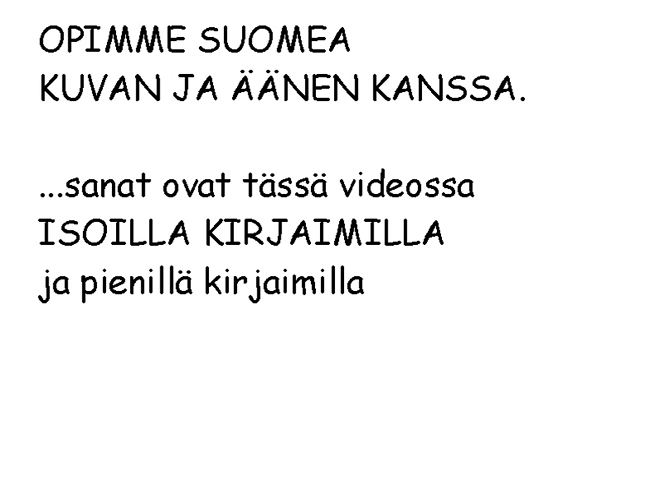 OPIMME SUOMEA
KUVAN JA ÄÄNEN KANSSA.
...sanat ovat tässä videossa
ISOILLA KIRJAIMILLA
ja pienillä kirjaimilla